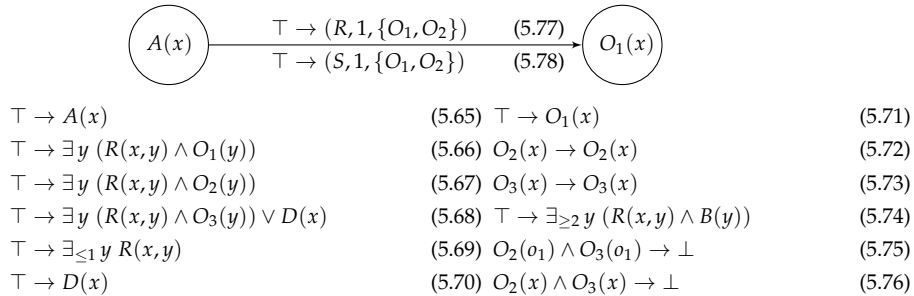 A(x) ⊤ → (R, 1, {O₁, O₂}) (5.77) O₁(x)
⊤ → (S, 1, {O₁, O₂}) (5.78)
⊤ → A(x) (5.65) ⊤ → O₁(x) (5.71)
⊤ → ∃ y (R(x, y) ∧ O₁(y)) (5.66) O₂(x) → O₂(x) (5.72)
⊤ → ∃ y (R(x, y) ∧ O₂(y)) (5.67) O₃(x) → O₃(x) (5.73)
⊤ → ∃ y (R(x, y) ∧ O₃(y)) ∨ D(x) (5.68) ⊤ → ∃≥₂ y (R(x, y) ∧ B(y)) (5.74)
⊤ → ∃≤₁ y R(x, y) (5.69) O₂(o₁) ∧ O₃(o₁) → ⊥ (5.75)
⊤ → D(x) (5.70) O₂(x) ∧ O₃(x) → ⊥ (5.76)